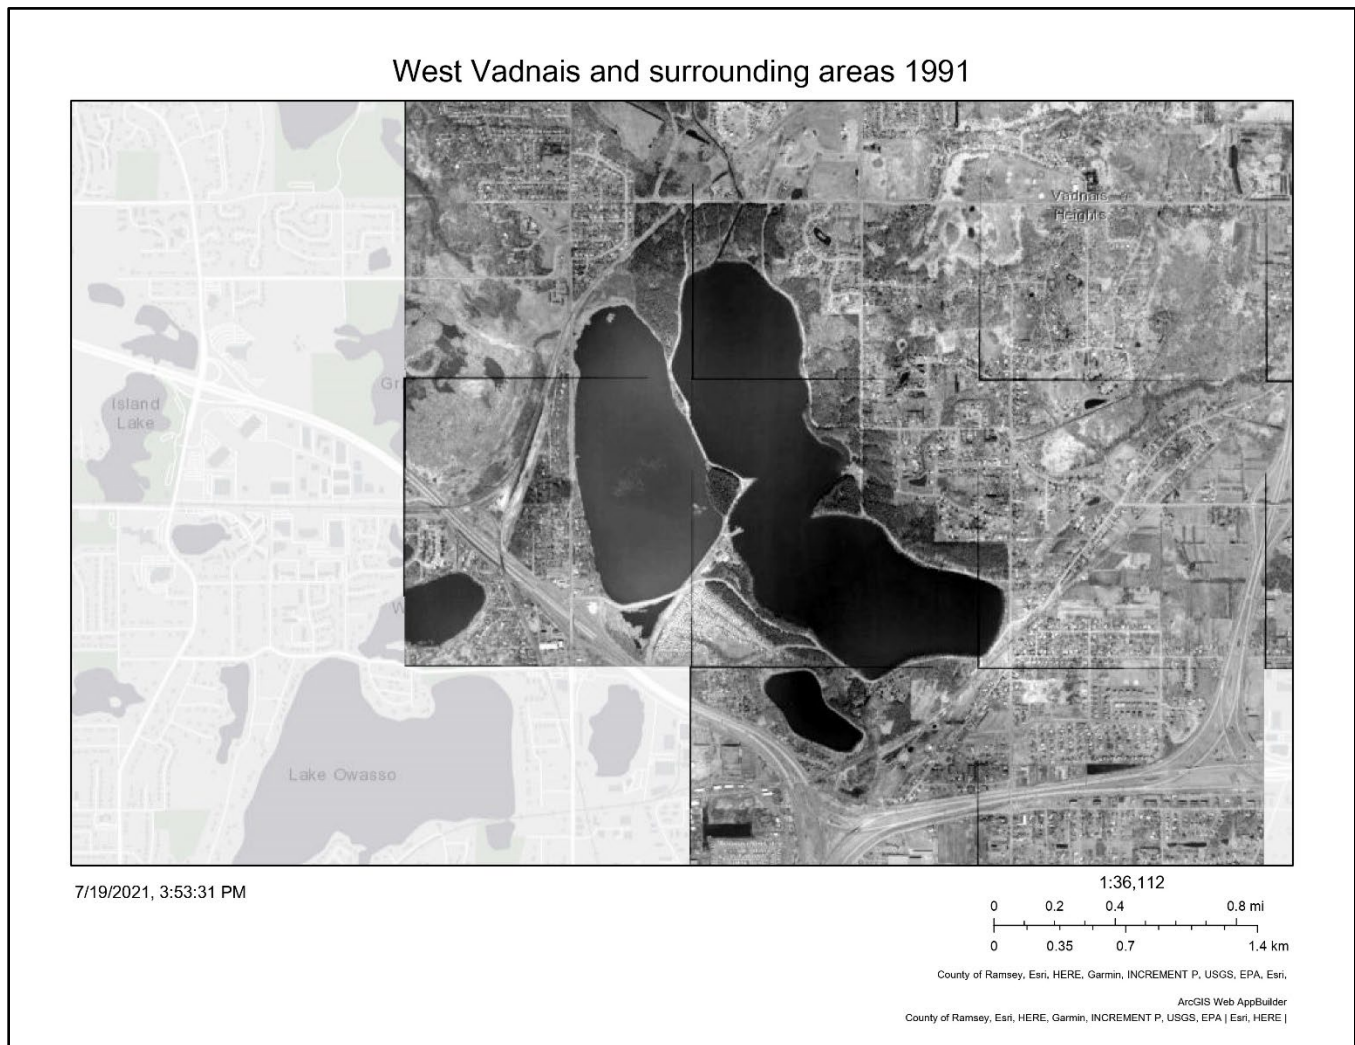 West Vadnais and surrounding areas 1991
Vadnais
Heights
Gr
Island
Lake
W
Lake Owasso
7/19/2021, 3:53:31 PM
1:36,112
0 0.2 0.4 0.8 mi
0 0.35 0.7 1.4 km
County of Ramsey, Esri, HERE, Garmin, INCREMENT P, USGS, EPA, Esri,
ArcGIS Web AppBuilder
County of Ramsey, Esri, HERE, Garmin, INCREMENT P, USGS, EPA | Esri, HERE |